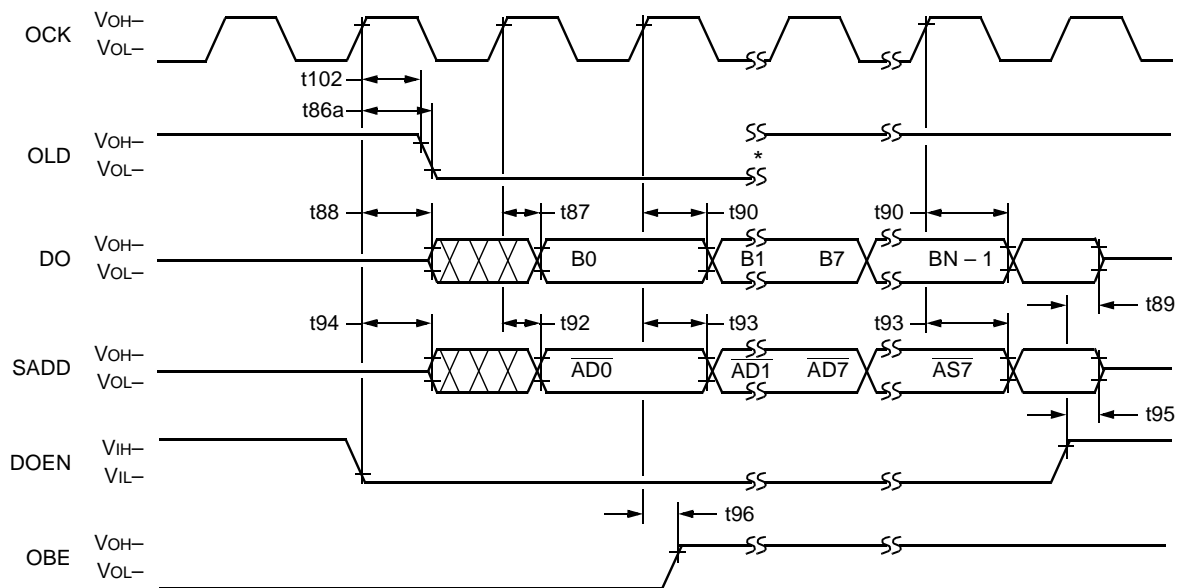 OCK VOH–
VOL–
t102
t86a
OLD VOH–
VOL–
*
t88 t87 t90 t90
DO VOH–
VOL–
B0 B1 B7 BN – 1
t89
t94 t92 t93 t93
SADD VOH–
VOL–
AD0 AD1 AD7 AS7
t95
DOEN VIH–
VIL–
t96
OBE VOH–
VOL–